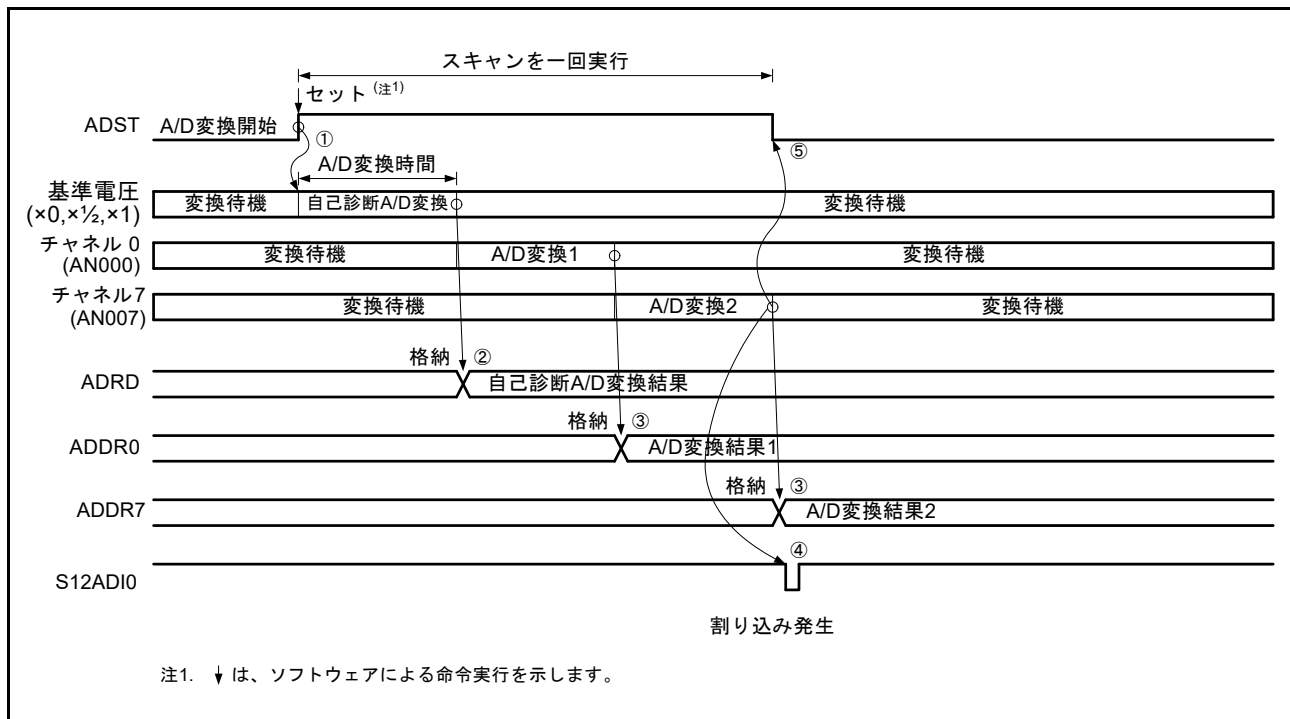 スキャンを一回実行
セット (注1)
ADST A/D変換開始
① ⑤
A/D変換時間
基準電圧
(×0,×½,×1)
変換待機 自己診断A/D変換 変換待機
チャネル 0
(AN000)
変換待機 A/D変換1 変換待機
チャネル7
(AN007)
変換待機 A/D変換2 変換待機
格納 ②
ADRD 自己診断A/D変換結果
格納 ③
ADDR0 A/D変換結果1
格納 ③
ADDR7 A/D変換結果2
④
S12ADI0
割り込み発生
注1. は、ソフトウェアによる命令実行を示します。